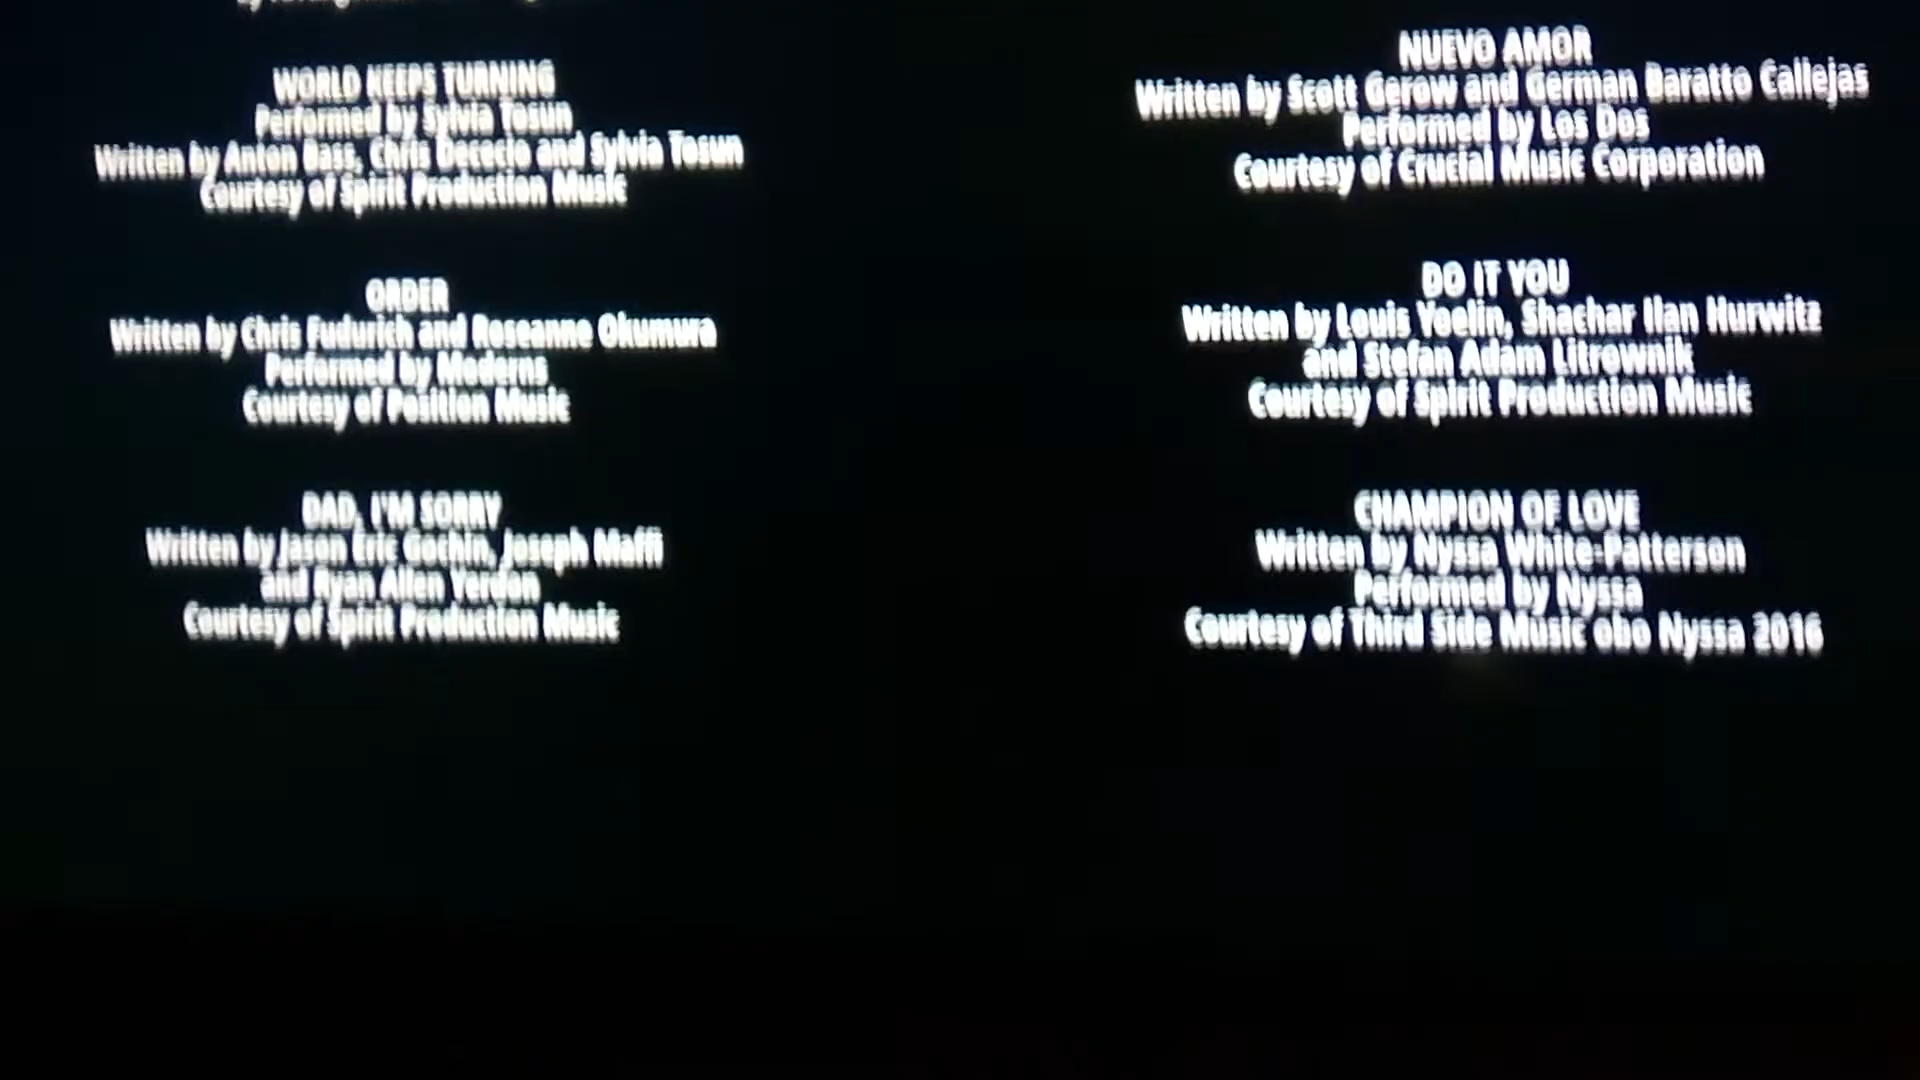 WORLD KEEPS TURNING
Performed by Sylvia Tosun
Written by Anton Bass, Chris Dececio and Sylvia Tosun
Courtesy of Spirit Production Music
ORDER
Written by Chris Fudurich and Roseanne Okumura
Performed by Moderns
Courtesy of Position Music
DAD, I'M SORRY
Written by Jason Eric Gochin, Joseph Maffi
and Ryan Allen Yerdon
Courtesy of Spirit Production Music
NUEVO AMOR
Written by Scott Gerow and German Baratto Callejas
Performed by Los Dos
Courtesy of Crucial Music Corporation
DO IT YOU
Written by Louis Yoelin, Shachar Ilan Hurwitz
and Stefan Adam Litrownik
Courtesy of Spirit Production Music
CHAMPION OF LOVE
Written by Nyssa White-Patterson
Performed by Nyssa
Courtesy of Third Side Music obo Nyssa 2016